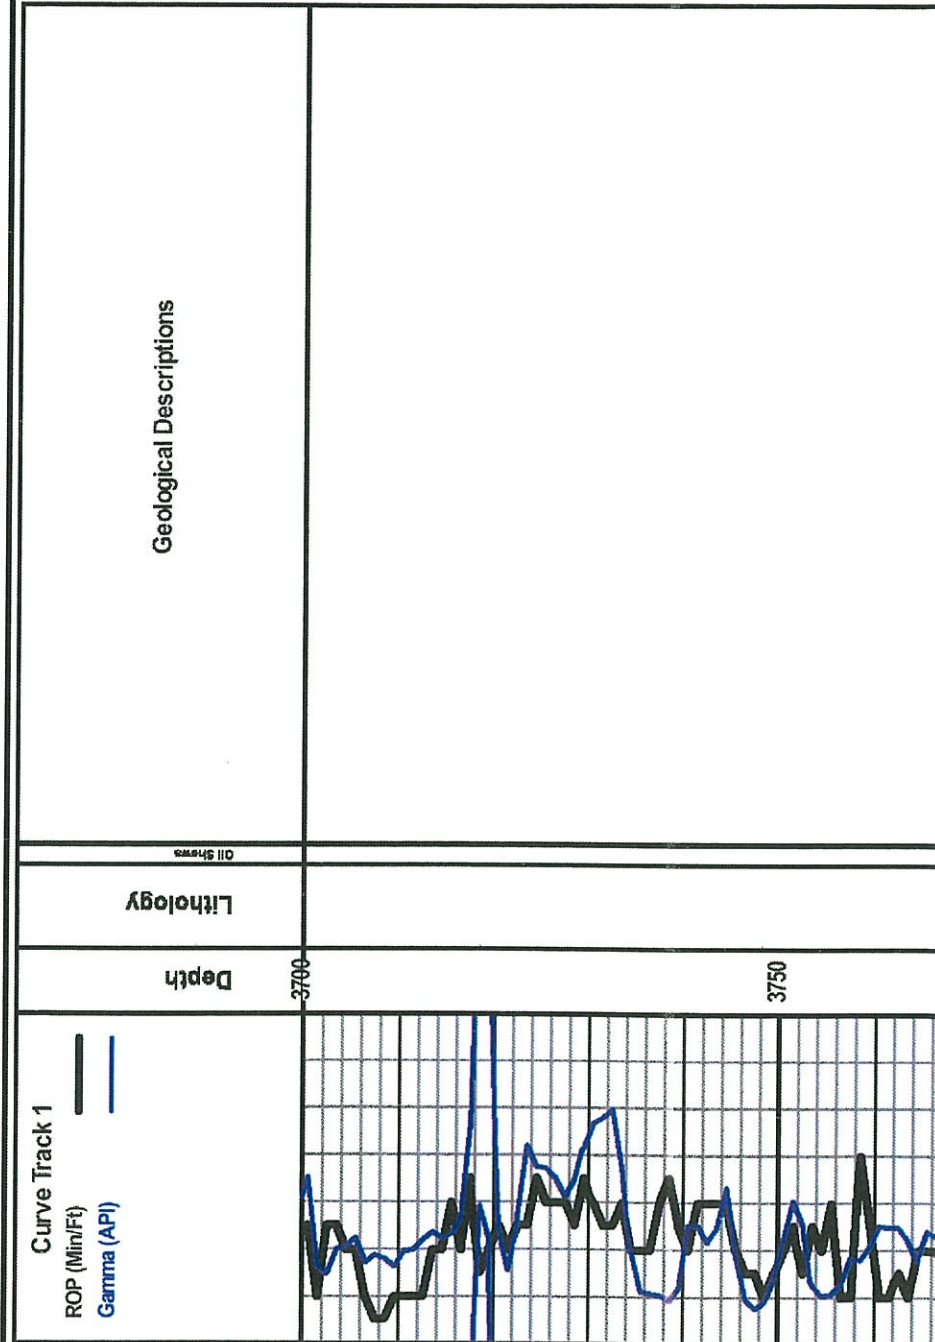 Curve Track 1
ROP (Min/Ft)
Gamma (API)
Depth
Lithology
Oil Shows
Geological Descriptions
3700
3750